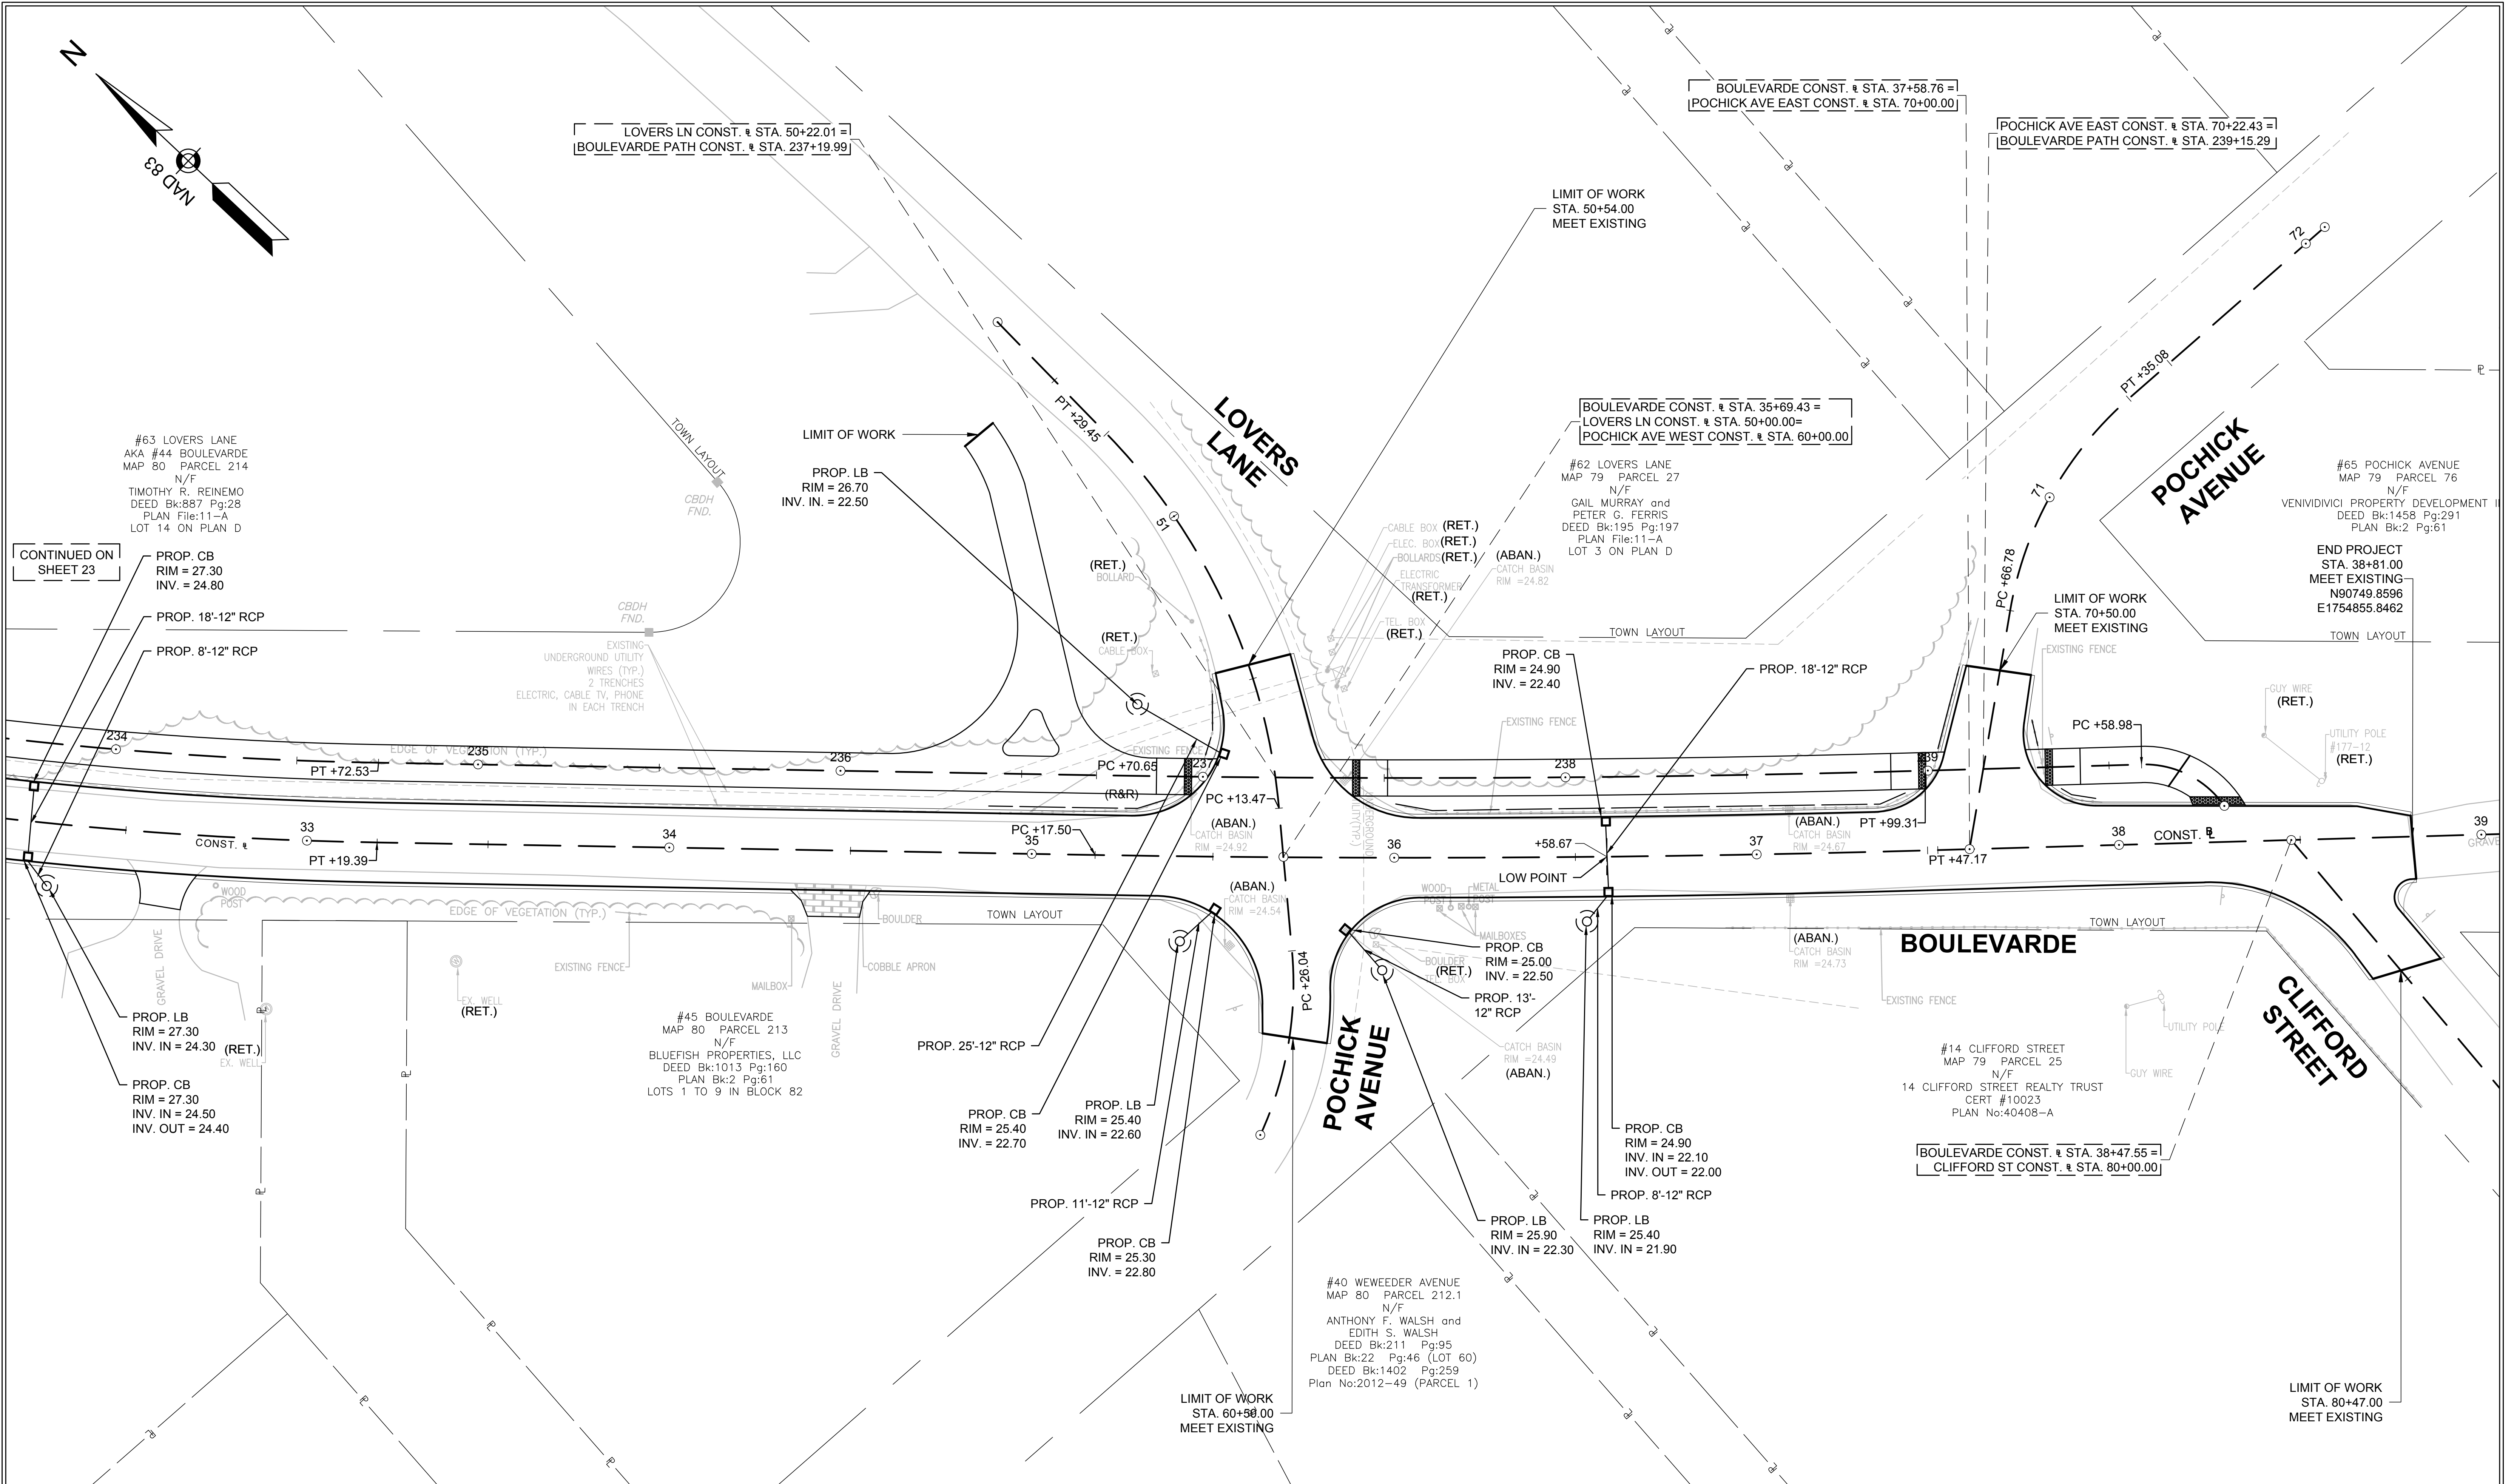 N
NAD 83
LOVERS LN CONST. ℄ STA. 50+22.01 =
BOULEVARDE PATH CONST. ℄ STA. 237+19.99
BOULEVARDE CONST. ℄ STA. 37+58.76 =
POCHICK AVE EAST CONST. ℄ STA. 70+00.00
POCHICK AVE EAST CONST. ℄ STA. 70+22.43 =
BOULEVARDE PATH CONST. ℄ STA. 239+15.29
LIMIT OF WORK
STA. 50+54.00
MEET EXISTING
72
PT +35.08
PT +29.45
LOVERS
LANE
TOWN LAYOUT
CBDH
FND.
LIMIT OF WORK
PROP. LB
RIM = 26.70
INV. IN. = 22.50
BOULEVARDE CONST. ℄ STA. 35+69.43 =
LOVERS LN CONST. ℄ STA. 50+00.00=
POCHICK AVE WEST CONST. ℄ STA. 60+00.00
#63 LOVERS LANE
AKA #44 BOULEVARDE
MAP 80 PARCEL 214
N/F
TIMOTHY R. REINEMO
DEED Bk:887 Pg:28
PLAN File:11-A
LOT 14 ON PLAN D
#62 LOVERS LANE
MAP 79 PARCEL 27
N/F
GAIL MURRAY and
PETER G. FERRIS
DEED Bk:195 Pg:197
PLAN File:11-A
LOT 3 ON PLAN D
POCHICK
AVENUE
#65 POCHICK AVENUE
MAP 79 PARCEL 76
N/F
VENIVIDIVICI PROPERTY DEVELOPMENT II
DEED Bk:1458 Pg:291
PLAN Bk:2 Pg:61
END PROJECT
STA. 38+81.00
MEET EXISTING
N90749.8596
E1754855.8462
CONTINUED ON
SHEET 23
PROP. CB
RIM = 27.30
INV. = 24.80
PROP. 18'-12" RCP
PROP. 8'-12" RCP
51
71
PC +66.78
CABLE BOX (RET.)
ELEC. BOX (RET.)
BOLLARDS (RET.)
ELECTRIC
TRANSFORMER
(RET.)
TEL. BOX
(RET.)
(ABAN.)
CATCH BASIN
RIM =24.82
(RET.)
BOLLARD
(RET.)
CABLE BOX
CBDH
FND.
EXISTING
UNDERGROUND UTILITY
WIRES (TYP.)
2 TRENCHES
ELECTRIC, CABLE TV, PHONE
IN EACH TRENCH
LIMIT OF WORK
STA. 70+50.00
MEET EXISTING
TOWN LAYOUT
TOWN LAYOUT
PROP. CB
RIM = 24.90
INV. = 22.40
PROP. 18'-12" RCP
EXISTING FENCE
EXISTING FENCE
GUY WIRE
(RET.)
UTILITY POLE
#177-12
(RET.)
PC +58.98
234
EDGE OF VEGETATION (TYP.)
235
236
237
238
239
PT +72.53
EXISTING FENCE
PC +70.65
(R&R)
PC +13.47
(ABAN.)
CATCH BASIN
RIM =24.92
UNDERGROUND
UTILITY(TYP.)
(ABAN.)
CATCH BASIN
RIM =24.67
PT +99.31
33
34
35
36
37
38
39
CONST. ℄
CONST. ℄
PT +19.39
PC +17.50
+58.67
LOW POINT
PT +47.17
WOOD
POST
EDGE OF VEGETATION (TYP.)
BOULDER
TOWN LAYOUT
(ABAN.)
CATCH BASIN
RIM =24.54
WOOD
POST
METAL
POST
MAILBOXES
BOULDER
(RET.)
TEL. BOX
TOWN LAYOUT
(ABAN.)
CATCH BASIN
RIM =24.73
BOULEVARDE
PROP. CB
RIM = 25.00
INV. = 22.50
PROP. 13'-
12" RCP
GRAVEL DRIVE
EX. WELL
(RET.)
EXISTING FENCE
MAILBOX
COBBLE APRON
GRAVEL DRIVE
PC +26.04
EXISTING FENCE
UTILITY POLE
GUY WIRE
CLIFFORD
STREET
PROP. LB
RIM = 27.30
INV. IN = 24.30
(RET.)
EX. WELL
PROP. CB
RIM = 27.30
INV. IN = 24.50
INV. OUT = 24.40
#45 BOULEVARDE
MAP 80 PARCEL 213
N/F
BLUEFISH PROPERTIES, LLC
DEED Bk:1013 Pg:160
PLAN Bk:2 Pg:61
LOTS 1 TO 9 IN BLOCK 82
PROP. 25'-12" RCP
PROP. CB
RIM = 25.40
INV. = 22.70
PROP. LB
RIM = 25.40
INV. IN = 22.60
POCHICK
AVENUE
CATCH BASIN
RIM =24.49
(ABAN.)
#14 CLIFFORD STREET
MAP 79 PARCEL 25
N/F
14 CLIFFORD STREET REALTY TRUST
CERT #10023
PLAN No:40408-A
PROP. CB
RIM = 24.90
INV. IN = 22.10
INV. OUT = 22.00
BOULEVARDE CONST. ℄ STA. 38+47.55 =
CLIFFORD ST CONST. ℄ STA. 80+00.00
PROP. 11'-12" RCP
PROP. 8'-12" RCP
PROP. CB
RIM = 25.30
INV. = 22.80
PROP. LB
RIM = 25.90
INV. IN = 22.30
PROP. LB
RIM = 25.40
INV. IN = 21.90
#40 WEWEEDER AVENUE
MAP 80 PARCEL 212.1
N/F
ANTHONY F. WALSH and
EDITH S. WALSH
DEED Bk:211 Pg:95
PLAN Bk:22 Pg:46 (LOT 60)
DEED Bk:1402 Pg:259
Plan No:2012-49 (PARCEL 1)
LIMIT OF WORK
STA. 60+50.00
MEET EXISTING
LIMIT OF WORK
STA. 80+47.00
MEET EXISTING